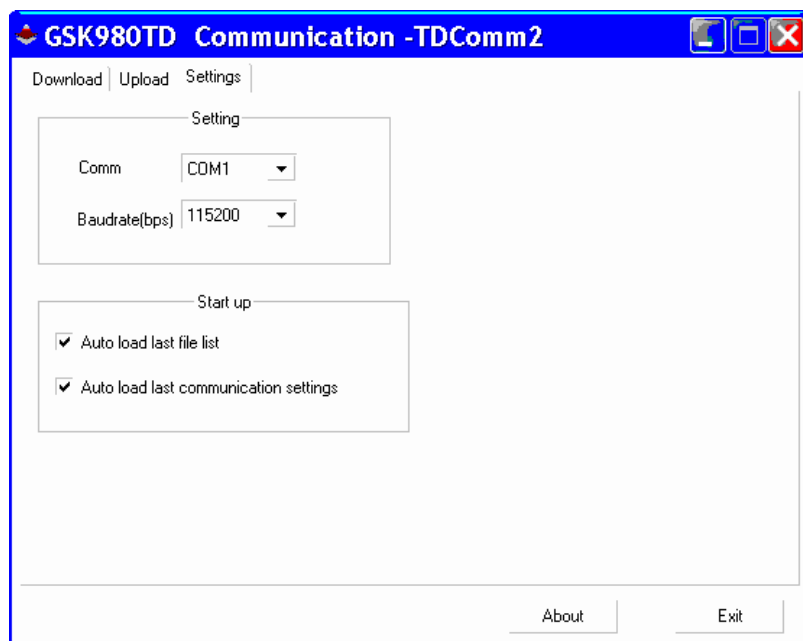 GSK980TD Communication -TDComm2
Download Upload Settings
Setting
Comm COM1
Baudrate(bps) 115200
Start up
Auto load last file list
Auto load last communication settings
About Exit